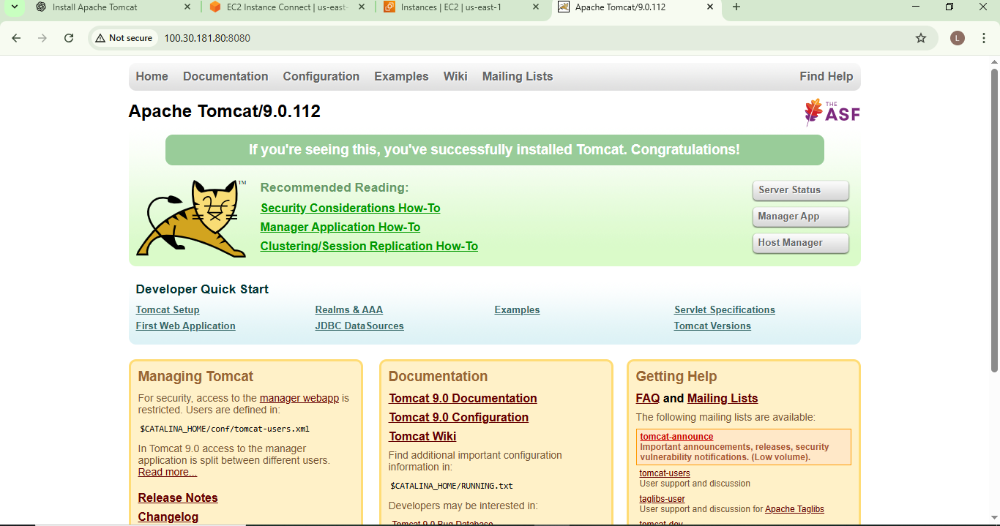 Install Apache Tomcat
EC2 Instance Connect | us-east-
Instances | EC2 | us-east-1
Apache Tomcat/9.0.112
Not secure
100.30.181.80:8080
L
Home Documentation Configuration Examples Wiki Mailing Lists Find Help
Apache Tomcat/9.0.112
THE
ASF
If you're seeing this, you've successfully installed Tomcat. Congratulations!
TM
Recommended Reading:
Security Considerations How-To
Manager Application How-To
Clustering/Session Replication How-To
Server Status
Manager App
Host Manager
Developer Quick Start
Tomcat Setup
First Web Application
Realms & AAA
JDBC DataSources
Examples
Servlet Specifications
Tomcat Versions
Managing Tomcat
For security, access to the manager webapp is
restricted. Users are defined in:
$CATALINA_HOME/conf/tomcat-users.xml
In Tomcat 9.0 access to the manager
application is split between different users.
Read more...
Release Notes
Changelog
Documentation
Tomcat 9.0 Documentation
Tomcat 9.0 Configuration
Tomcat Wiki
Find additional important configuration
information in:
$CATALINA_HOME/RUNNING.txt
Developers may be interested in:
Tomcat 9.0 Bug Database
Getting Help
FAQ and Mailing Lists
The following mailing lists are available:
tomcat-announce
Important announcements, releases, security
vulnerability notifications. (Low volume).
tomcat-users
User support and discussion
taglibs-user
User support and discussion for Apache Taglibs
tomcat-dev